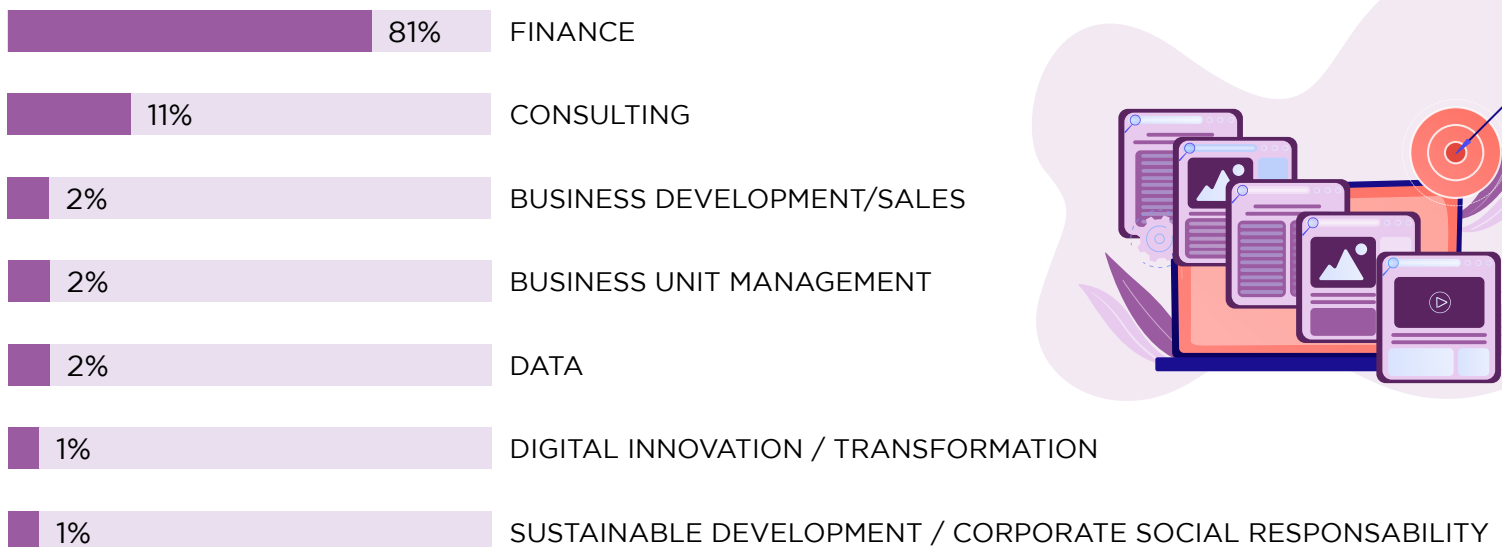 81% FINANCE
11% CONSULTING
2% BUSINESS DEVELOPMENT/SALES
2% BUSINESS UNIT MANAGEMENT
2% DATA
1% DIGITAL INNOVATION / TRANSFORMATION
1% SUSTAINABLE DEVELOPMENT / CORPORATE SOCIAL RESPONSABILITY